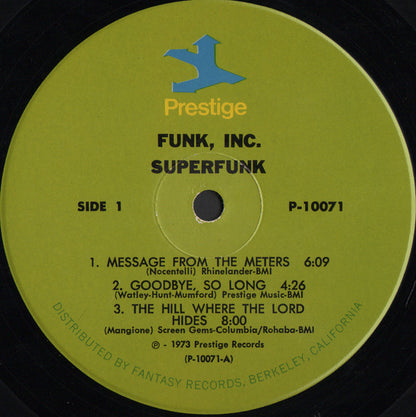 Prestige
FUNK, INC.
SUPERFUNK
SIDE 1
P-10071
1. MESSAGE FROM THE METERS 6:09
(Nocentelli) Rhinelander-BMI
2. GOODBYE, SO LONG 4:26
(Watley-Hunt-Mumford) Prestige Music-BMI
3. THE HILL WHERE THE LORD
HIDES 8:00
(Mangione) Screen Gems-Columbia/Rohaba-BMI
℗ - 1973 Prestige Records
(P-10071-A)
DISTRIBUTED BY FANTASY RECORDS, BERKELEY, CALIFORNIA